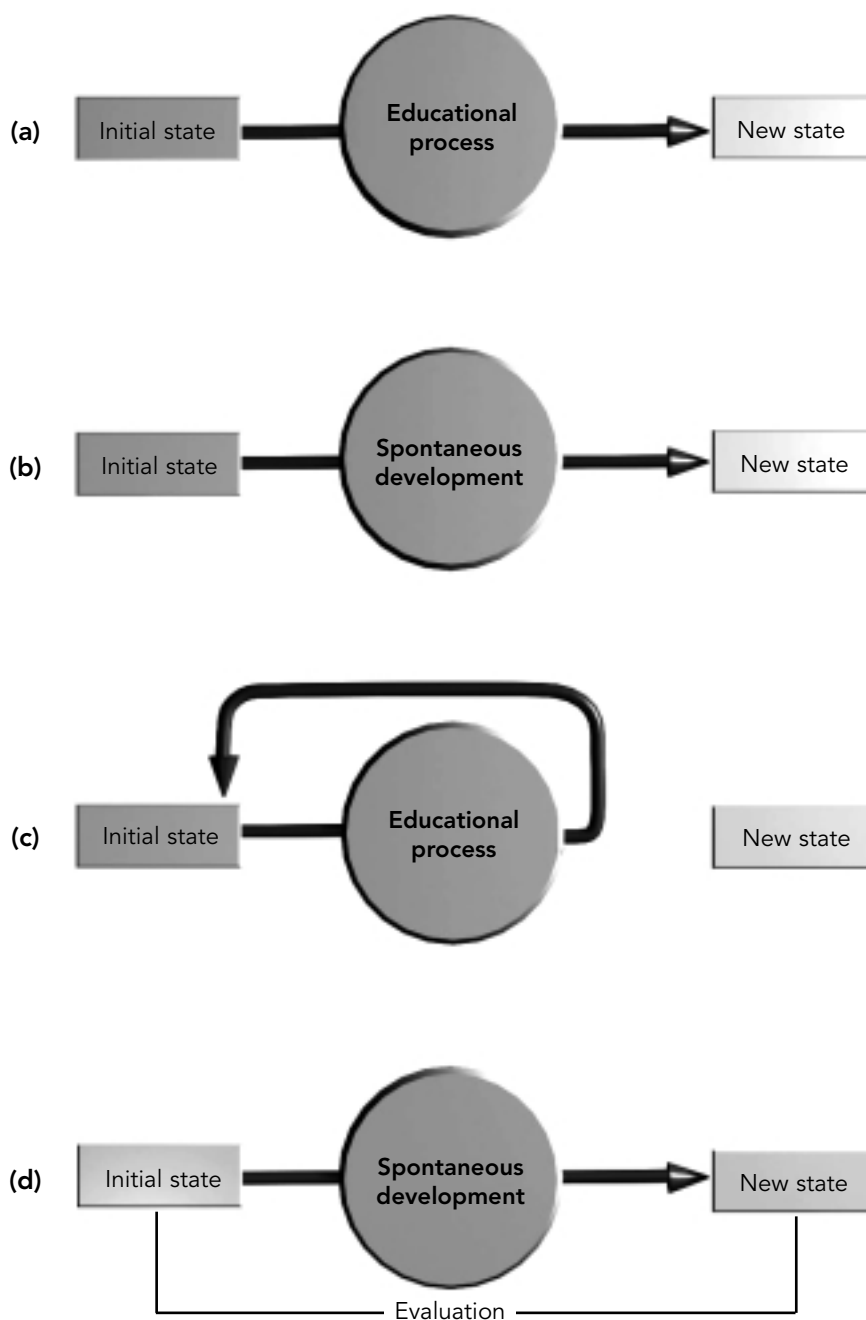 (a)
Initial state
Educational
process
New state
(b)
Initial state
Spontaneous
development
New state
(c)
Initial state
Educational
process
New state
(d)
Initial state
Spontaneous
development
New state
Evaluation